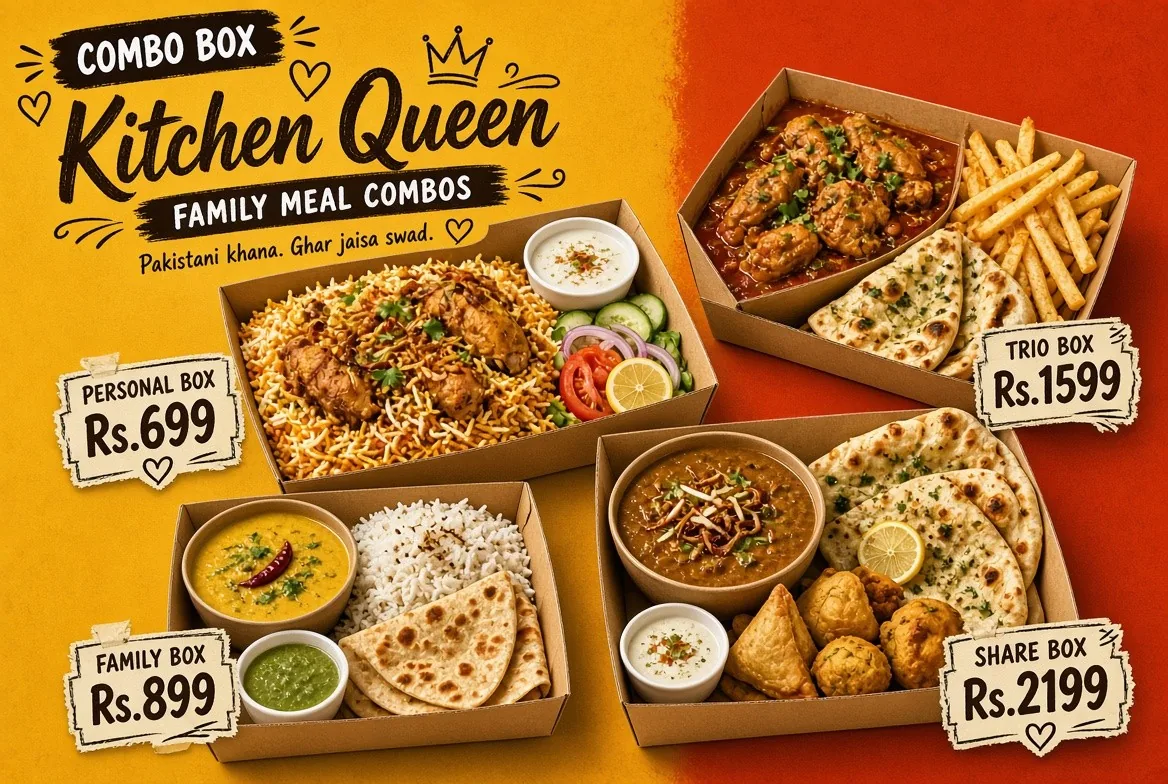 COMBO BOX
Kitchen Queen
FAMILY MEAL COMBOS
Pakistani khana. Ghar jaisa swad.
PERSONAL BOX
Rs.699
TRIO BOX
Rs.1599
FAMILY BOX
Rs.899
SHARE BOX
Rs.2199